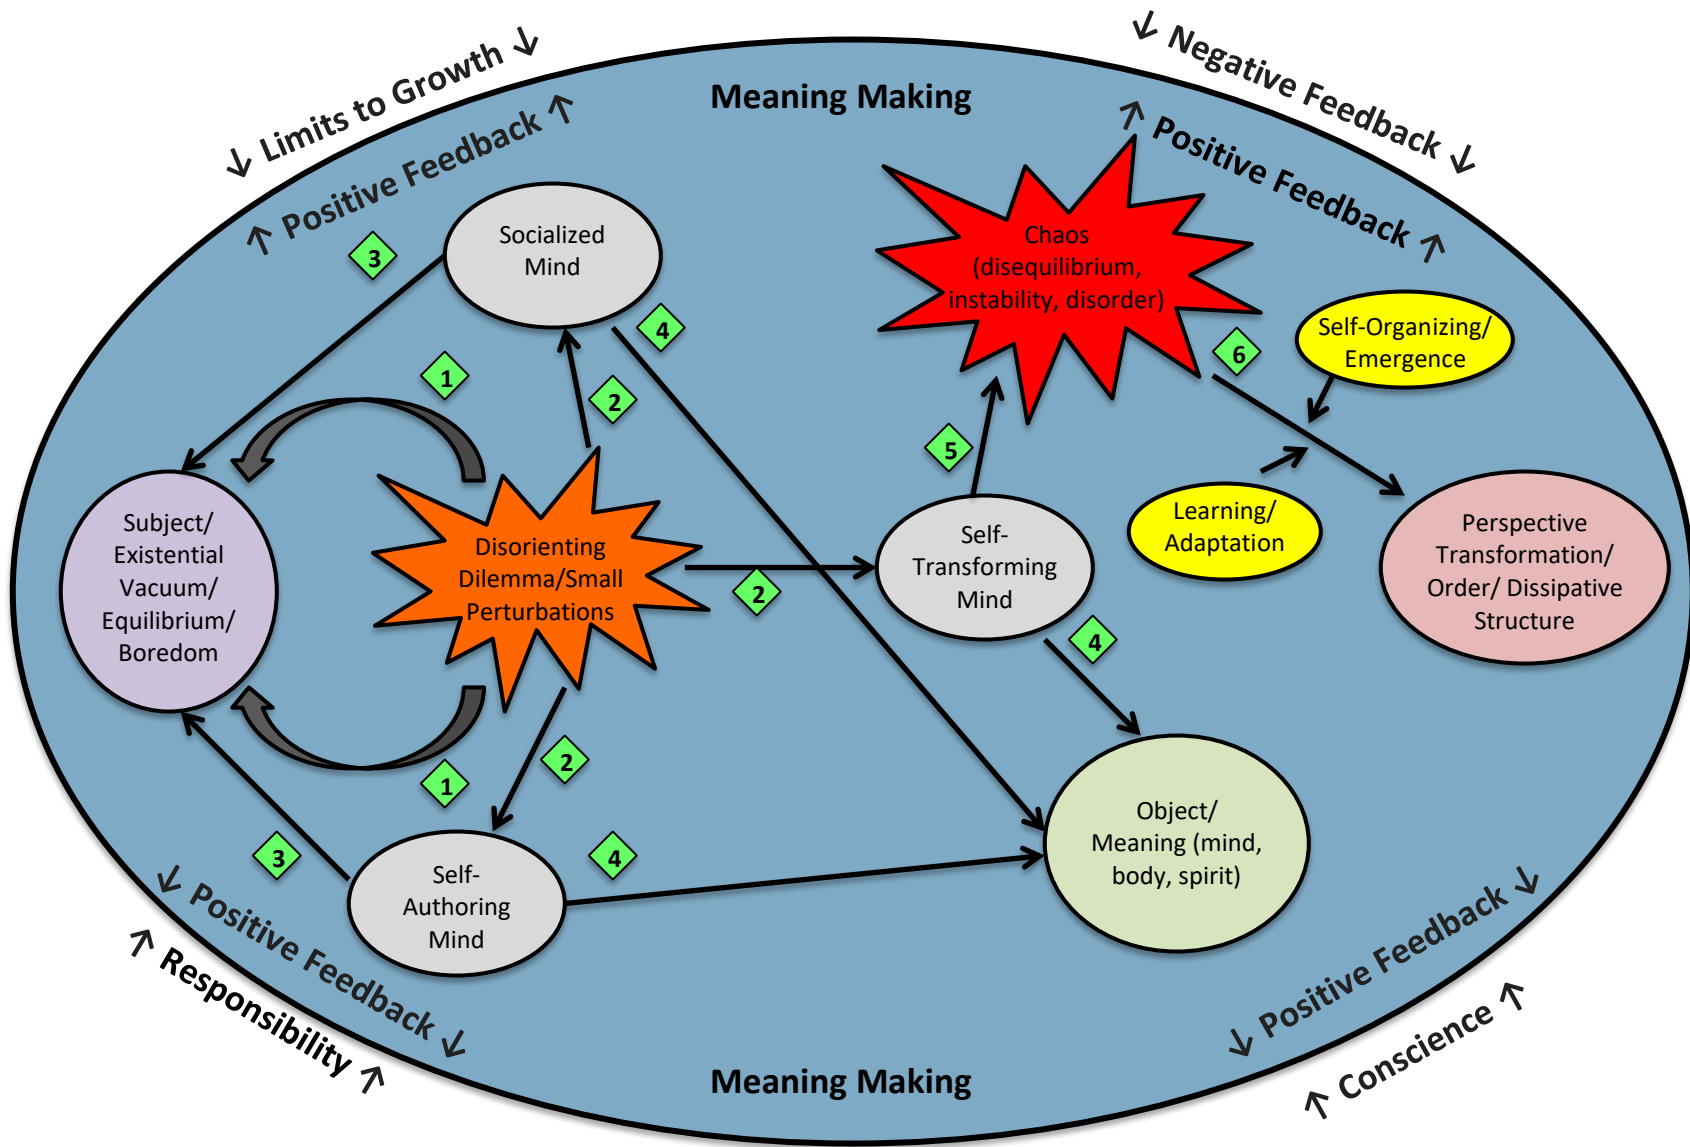 ↓ Limits to Growth ↓
↑ Positive Feedback ↑
Meaning Making
↓ Negative Feedback ↓
↑ Positive Feedback ↑
Socialized
Mind
3
4
1
2
Chaos
(disequilibrium,
instability, disorder)
6
Self-Organizing/
Emergence
5
Learning/
Adaptation
Subject/
Existential
Vacuum/
Equilibrium/
Boredom
Disorienting
Dilemma/Small
Perturbations
2
Self-
Transforming
Mind
Perspective
Transformation/
Order/ Dissipative
Structure
4
1
2
3
4
Self-
Authoring
Mind
Object/
Meaning (mind,
body, spirit)
↓ Positive Feedback ↓
↑ Responsibility ↑
Meaning Making
↓ Positive Feedback ↓
↑ Conscience ↑